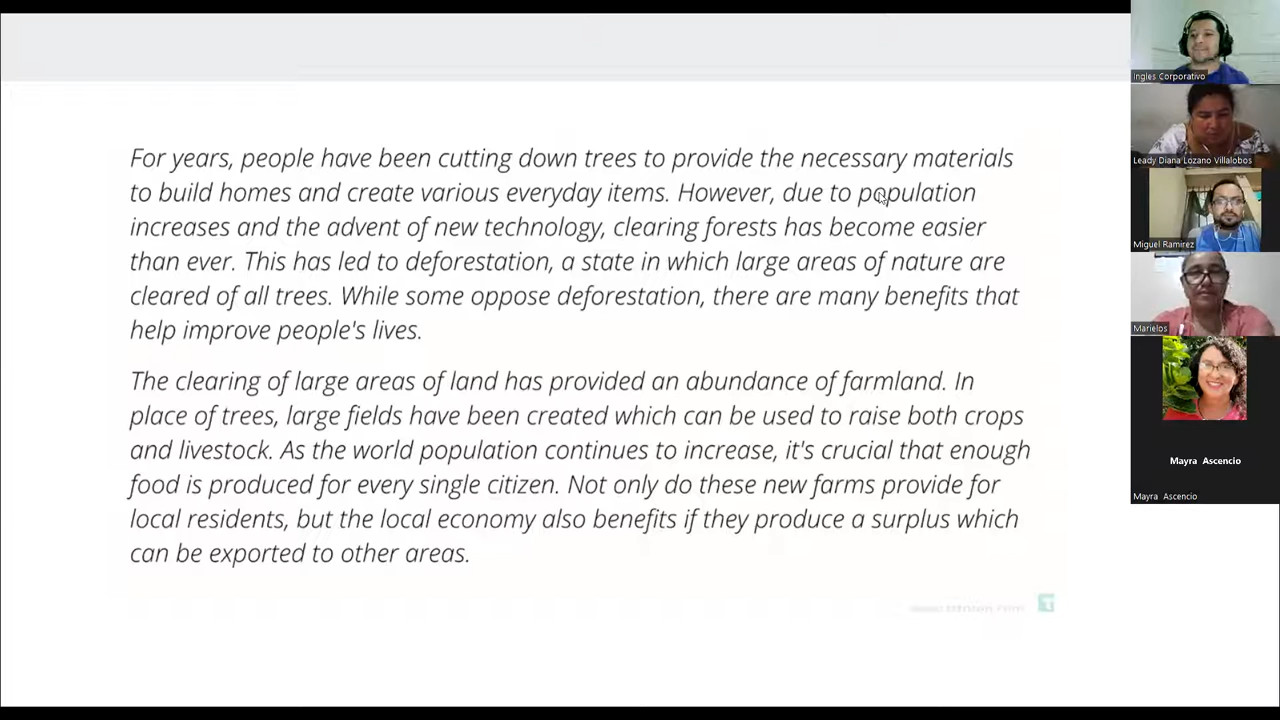 For years, people have been cutting down trees to provide the necessary materials
to build homes and create various everyday items. However, due to population
increases and the advent of new technology, clearing forests has become easier
than ever. This has led to deforestation, a state in which large areas of nature are
cleared of all trees. While some oppose deforestation, there are many benefits that
help improve people's lives.
The clearing of large areas of land has provided an abundance of farmland. In
place of trees, large fields have been created which can be used to raise both crops
and livestock. As the world population continues to increase, it's crucial that enough
food is produced for every single citizen. Not only do these new farms provide for
local residents, but the local economy also benefits if they produce a surplus which
can be exported to other areas.
Ingles Corporativo
Leady Diana Lozano Villalobos
Miguel Ramirez
Marielos
Mayra Ascencio
Mayra Ascencio